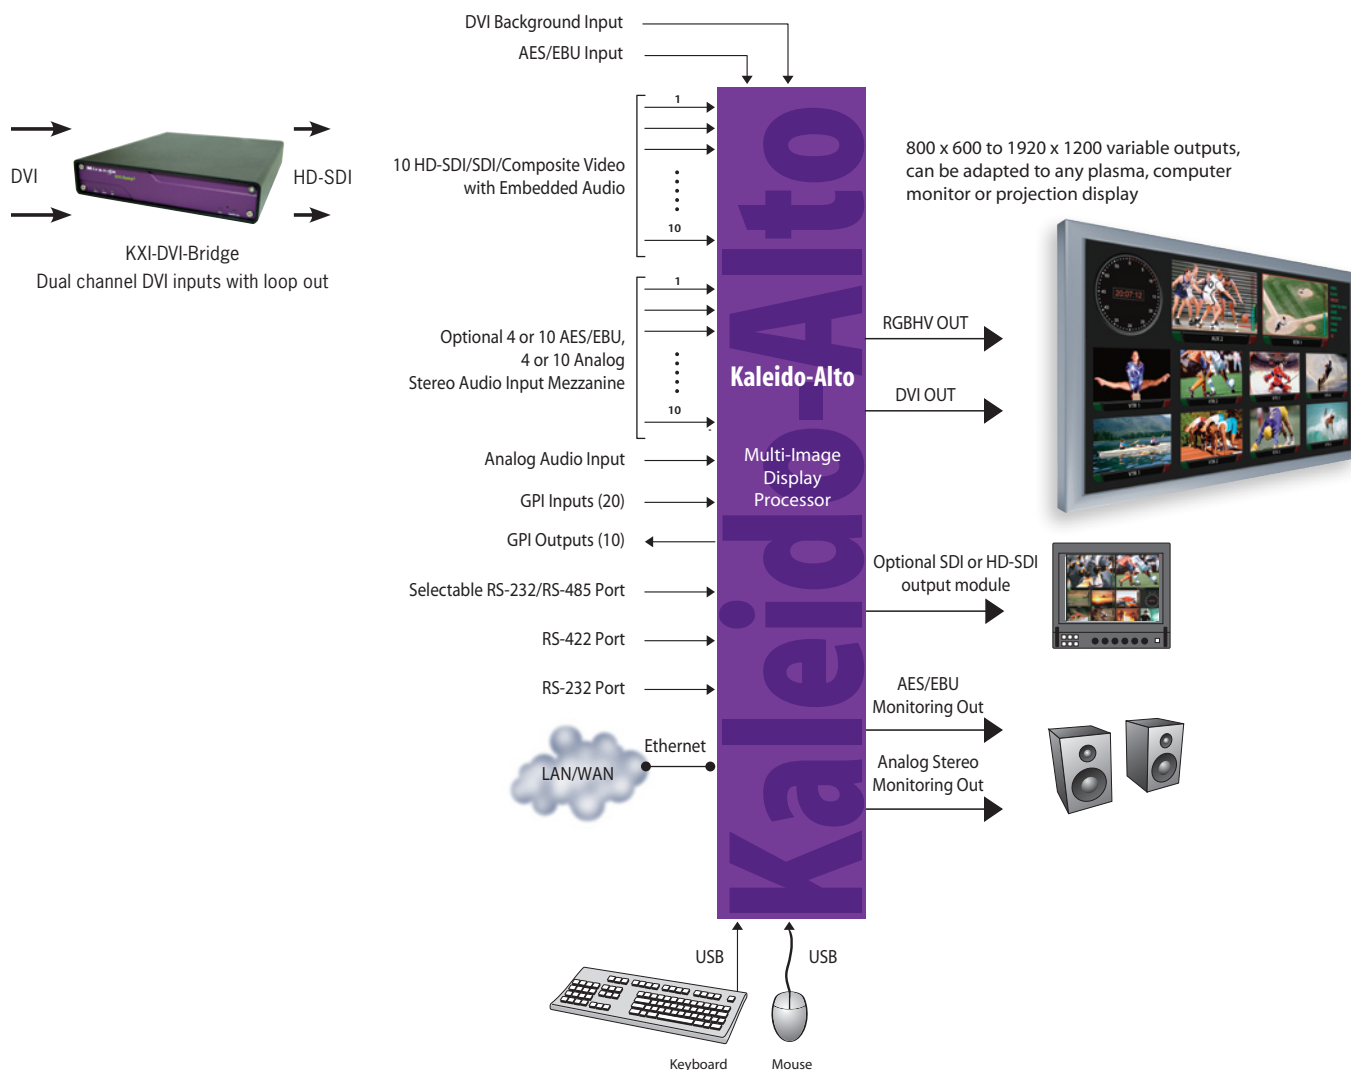 DVI Background Input
AES/EBU Input
1
10 HD-SDI/SDI/Composite Video
with Embedded Audio
10
DVI
HD-SDI
KXI-DVI-Bridge
Dual channel DVI inputs with loop out
1
Optional 4 or 10 AES/EBU,
4 or 10 Analog
Stereo Audio Input Mezzanine
10
Analog Audio Input
GPI Inputs (20)
GPI Outputs (10)
Selectable RS-232/RS-485 Port
RS-422 Port
RS-232 Port
Ethernet
LAN/WAN
Kaleido-Alto
Kaleido-Alto
Multi-Image
Display
Processor
800 x 600 to 1920 x 1200 variable outputs,
can be adapted to any plasma, computer
monitor or projection display
20:07 12
RGBHV OUT
DVI OUT
Optional SDI or HD-SDI
output module
AES/EBU
Monitoring Out
Analog Stereo
Monitoring Out
USB
USB
Keyboard
Mouse